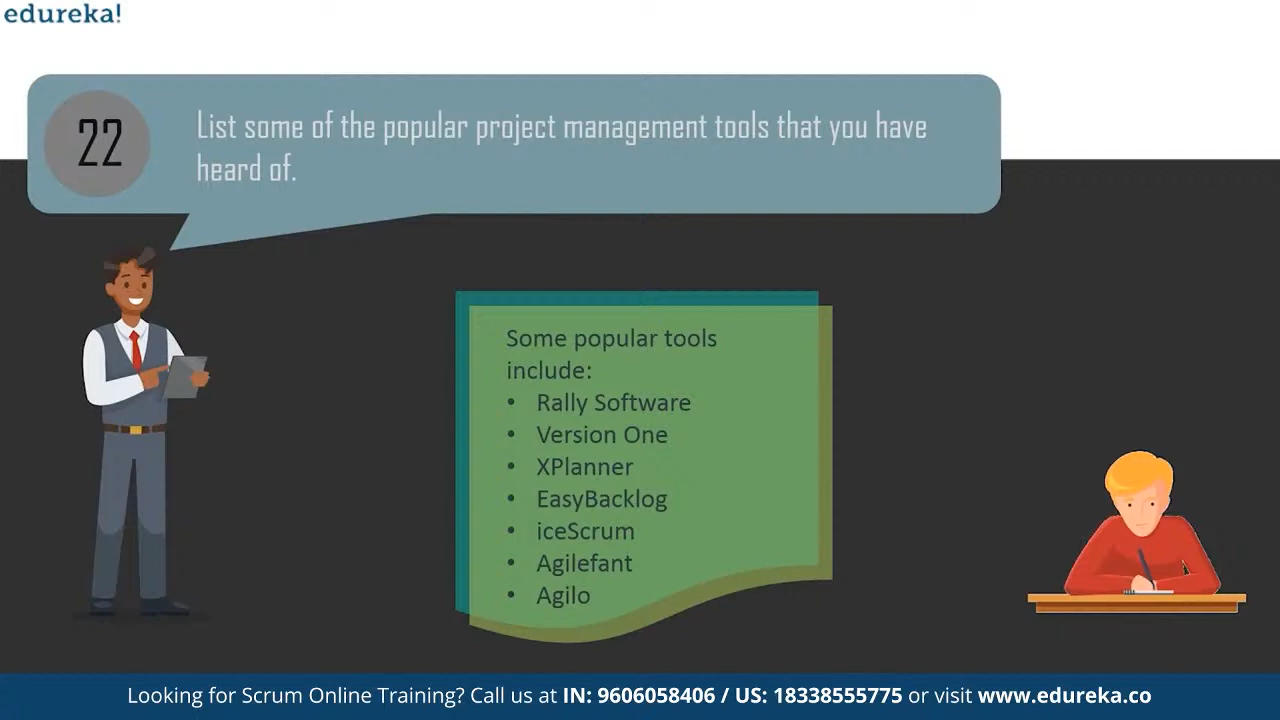 edureka!
22
List some of the popular project management tools that you have
heard of.
Some popular tools
include:
• Rally Software
• Version One
• XPlanner
• EasyBacklog
• iceScrum
• Agilefant
• Agilo
Looking for Scrum Online Training? Call us at IN: 9606058406 / US: 18338555775 or visit www.edureka.co